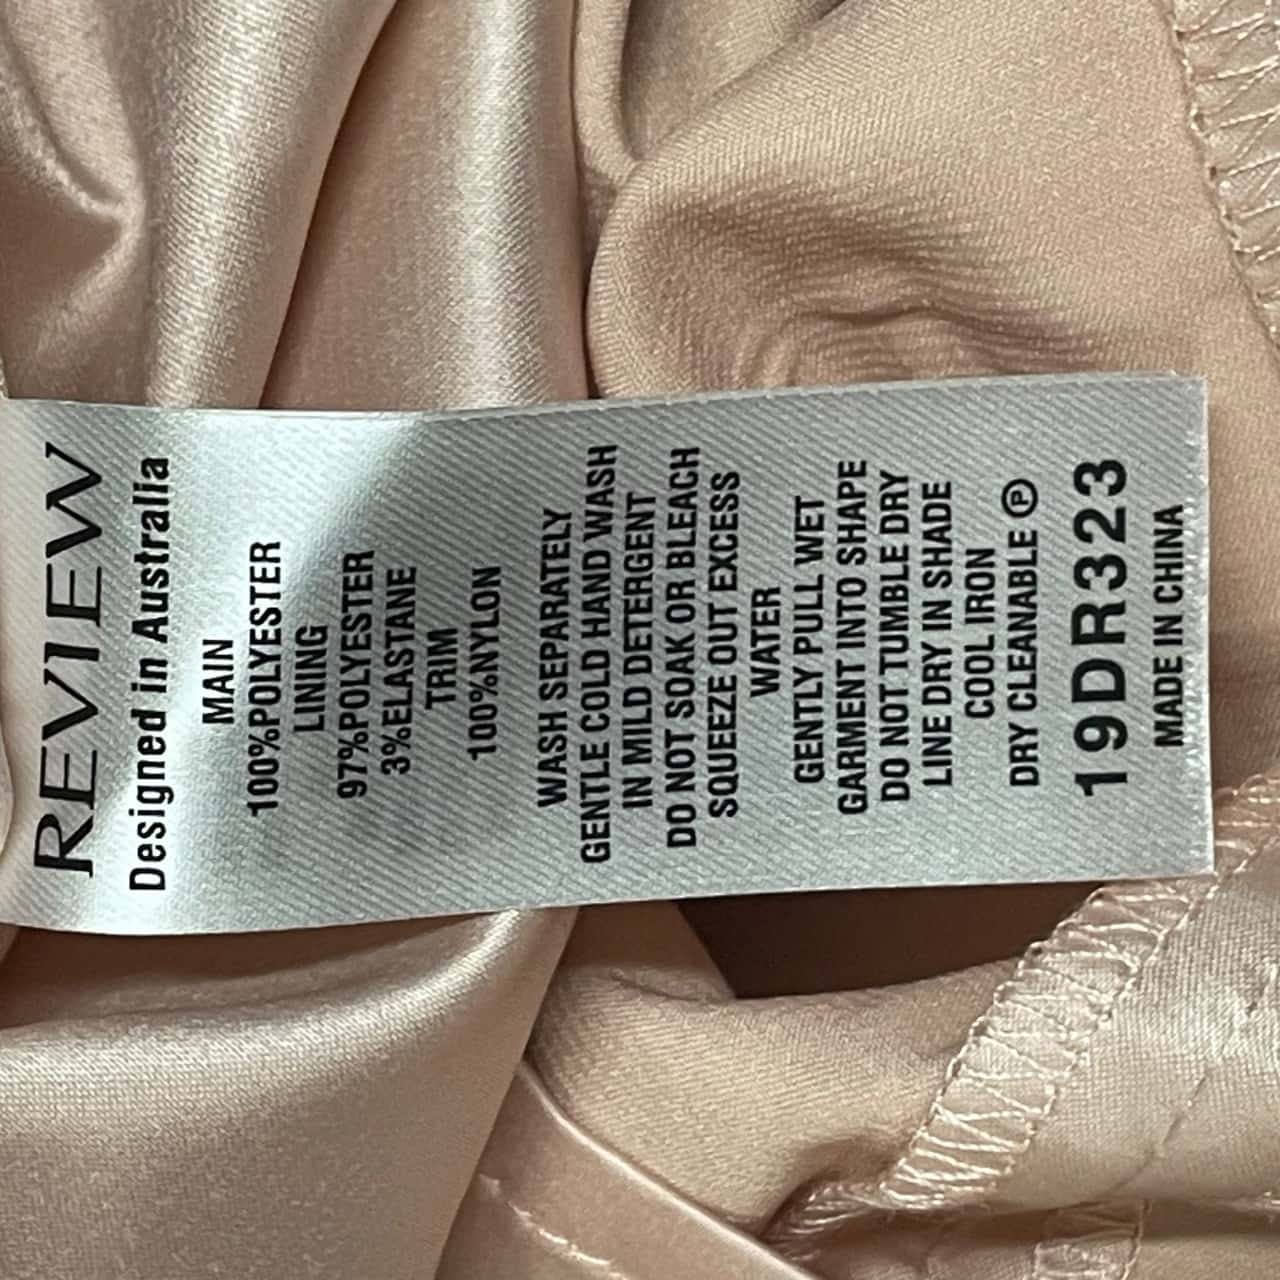 REVIEW
Designed in Australia
MAIN
100%POLYESTER
LINING
97%POLYESTER
3%ELASTANE
TRIM
100%NYLON
WASH SEPARATELY
GENTLE COLD HAND WASH
IN MILD DETERGENT
DO NOT SOAK OR BLEACH
SQUEEZE OUT EXCESS
WATER
GENTLY PULL WET
GARMENT INTO SHAPE
DO NOT TUMBLE DRY
LINE DRY IN SHADE
COOL IRON
DRY CLEANABLE Ⓟ
19DR323
MADE IN CHINA